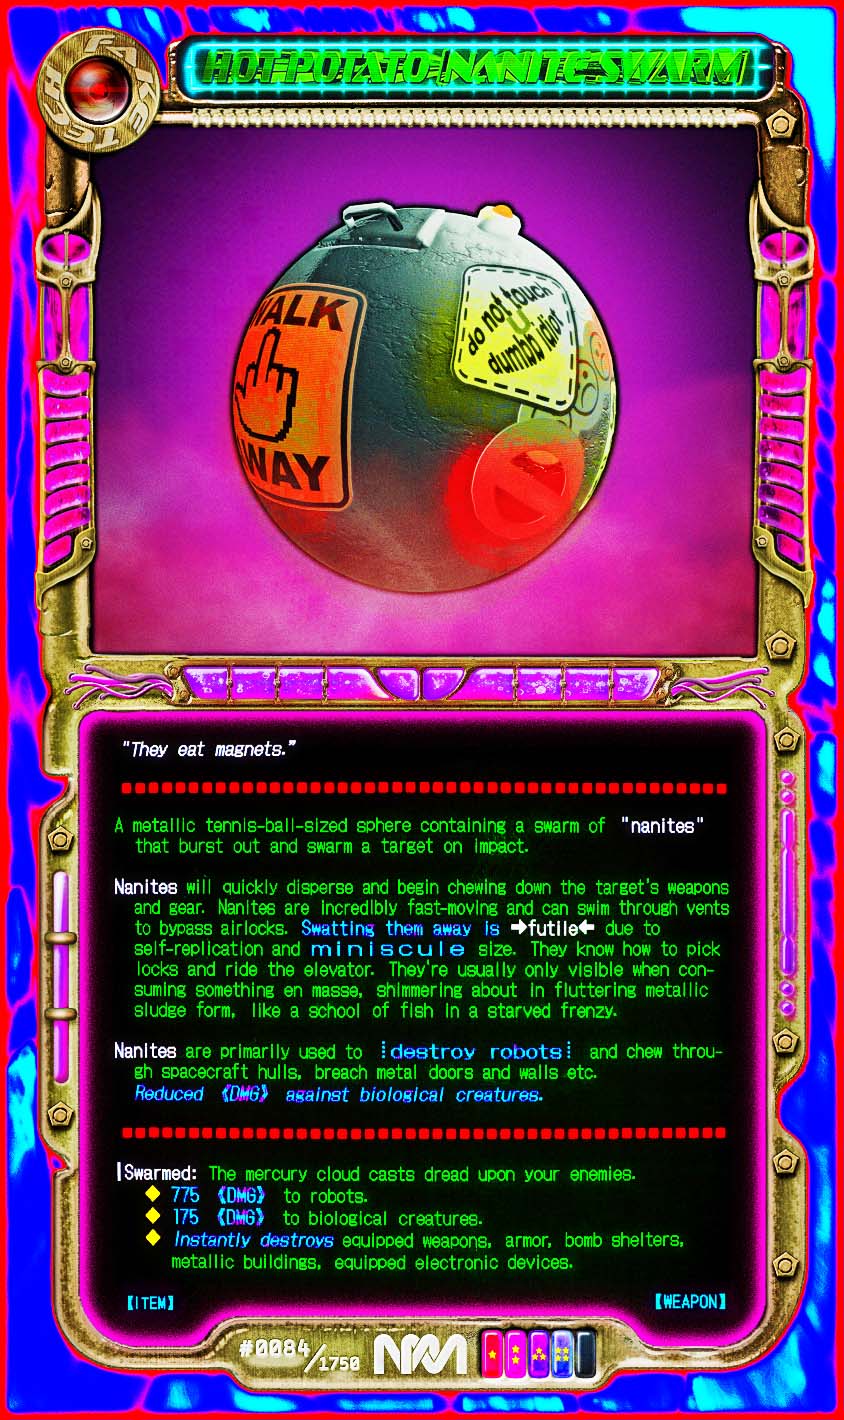 HOT POTATO NANITE SWARM
FAKE TECH
WALK
AWAY
do not touch
U
dumbb idiot
"They eat magnets."
A metallic tennis-ball-sized sphere containing a swarm of "nanites"
that burst out and swarm a target on impact.
Nanites will quickly disperse and begin chewing down the target's weapons
and gear. Nanites are incredibly fast-moving and can swim through vents
to bypass airlocks. Swatting them away is ➜futile← due to
self-replication and miniscule size. They know how to pick
locks and ride the elevator. They're usually only visible when con-
suming something en masse, shimmering about in fluttering metallic
sludge form, like a school of fish in a starved frenzy.
Nanites are primarily used to ⁞destroy robots⁞ and chew throu-
gh spacecraft hulls, breach metal doors and walls etc.
Reduced 《DMG》 against biological creatures.
Swarmed: The mercury cloud casts dread upon your enemies.
◆ 775 《DMG》 to robots.
◆ 175 《DMG》 to biological creatures.
◆ Instantly destroys equipped weapons, armor, bomb shelters,
metallic buildings, equipped electronic devices.
【ITEM】
【WEAPON】
#0084/1750